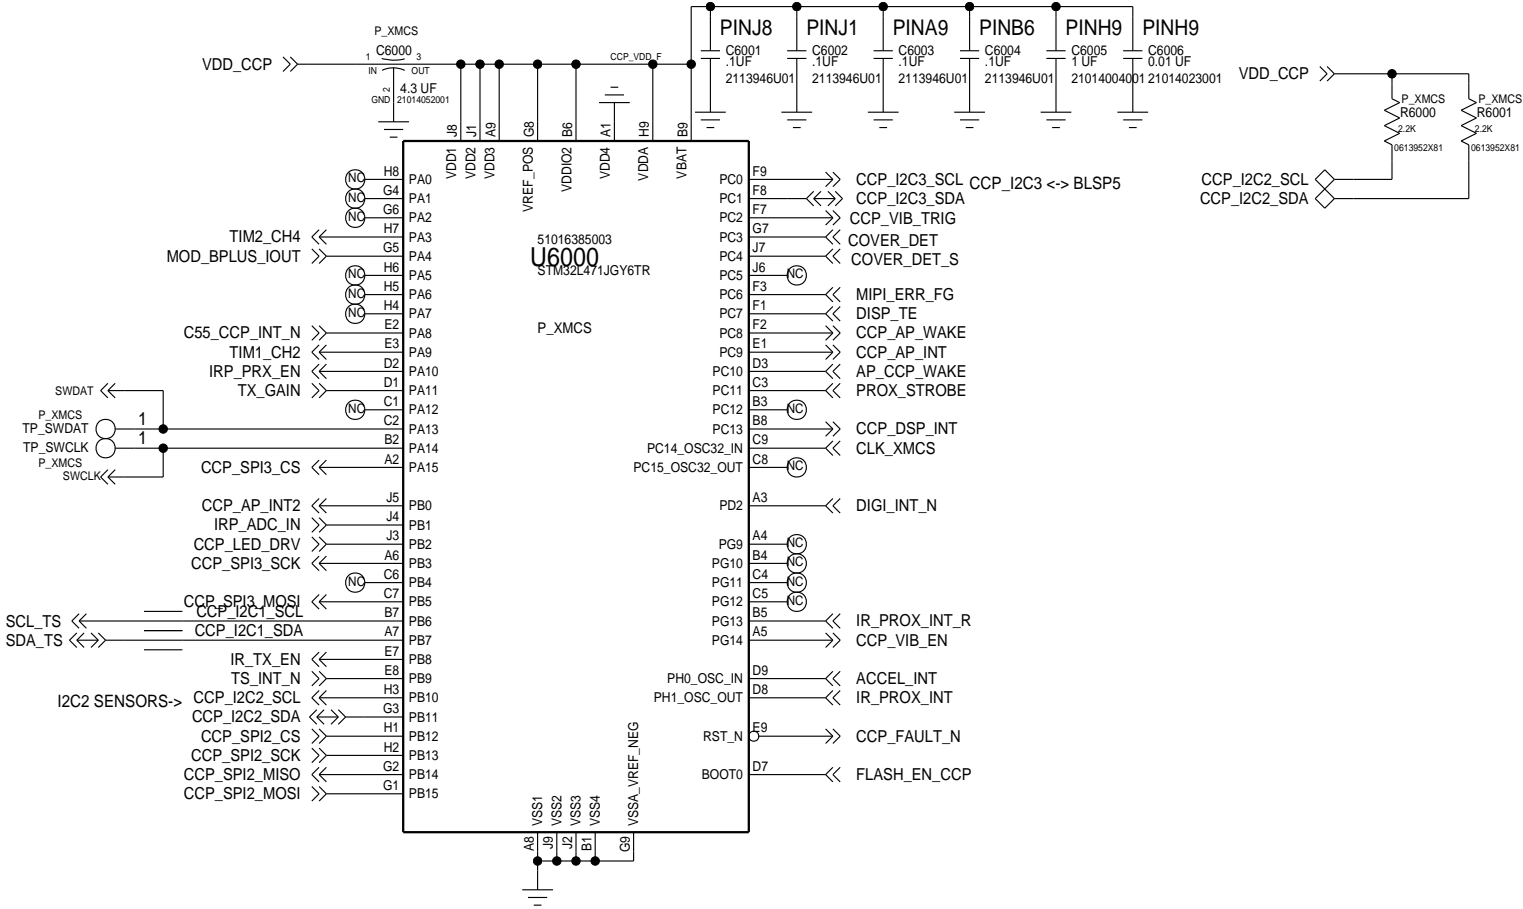 PINJ8 PINJ1 PINA9 PINB6 PINH9 PINH9
P_XMCS
C6000
1 3
IN OUT
VDD_CCP
2
GND
4.3 UF
21014052001
CCP_VDD_F
C6001
.1UF
2113946U01
C6002
.1UF
2113946U01
C6003
.1UF
2113946U01
C6004
.1UF
2113946U01
C6005
1 UF
21014004001
C6006
0.01 UF
21014023001
VDD_CCP
P_XMCS
R6000
2.2K
0613952X81
P_XMCS
R6001
2.2K
0613952X81
CCP_I2C2_SCL
CCP_I2C2_SDA
J8 J1 A9 G8 B6 A1 H9 B9
VDD1 VDD2 VDD3 VREF_POS VDDIO2 VDD4 VDDA VBAT
51016385003
U6000
STM32L471JGY6TR
P_XMCS
NC H8 PA0
NC G4 PA1
NC G6 PA2
TIM2_CH4 H7 PA3
MOD_BPLUS_IOUT G5 PA4
NC H6 PA5
NC H5 PA6
NC H4 PA7
C55_CCP_INT_N E2 PA8
TIM1_CH2 E3 PA9
IRP_PRX_EN D2 PA10
TX_GAIN D1 PA11
SWDAT
NC C1 PA12
P_XMCS
TP_SWDAT 1 C2 PA13
TP_SWCLK 1 B2 PA14
P_XMCS
SWCLK
CCP_SPI3_CS A2 PA15
CCP_AP_INT2 J5 PB0
IRP_ADC_IN J4 PB1
CCP_LED_DRV J3 PB2
CCP_SPI3_SCK A6 PB3
NC C6 PB4
CCP_SPI3_MOSI C7 PB5
CCP_I2C1_SCL
SCL_TS B7 PB6
CCP_I2C1_SDA
SDA_TS A7 PB7
IR_TX_EN E7 PB8
TS_INT_N E8 PB9
I2C2 SENSORS-> CCP_I2C2_SCL H3 PB10
CCP_I2C2_SDA G3 PB11
CCP_SPI2_CS H1 PB12
CCP_SPI2_SCK H2 PB13
CCP_SPI2_MISO G2 PB14
CCP_SPI2_MOSI G1 PB15
PC0 F9 CCP_I2C3_SCL CCP_I2C3 <-> BLSP5
PC1 F8 CCP_I2C3_SDA
PC2 F7 CCP_VIB_TRIG
PC3 G7 COVER_DET
PC4 J7 COVER_DET_S
PC5 J6 NC
PC6 F3 MIPI_ERR_FG
PC7 F1 DISP_TE
PC8 F2 CCP_AP_WAKE
PC9 E1 CCP_AP_INT
PC10 D3 AP_CCP_WAKE
PC11 C3 PROX_STROBE
PC12 B3 NC
PC13 B8 CCP_DSP_INT
PC14_OSC32_IN C9 CLK_XMCS
PC15_OSC32_OUT C8 NC
PD2 A3 DIGI_INT_N
PG9 A4 NC
PG10 B4 NC
PG11 C4 NC
PG12 C5 NC
PG13 B5 IR_PROX_INT_R
PG14 A5 CCP_VIB_EN
PH0_OSC_IN D9 ACCEL_INT
PH1_OSC_OUT D8 IR_PROX_INT
RST_N E9 CCP_FAULT_N
BOOT0 D7 FLASH_EN_CCP
VSS1 VSS2 VSS3 VSS4 VSSA_VREF_NEG
A8 J9 J2 B1 G9